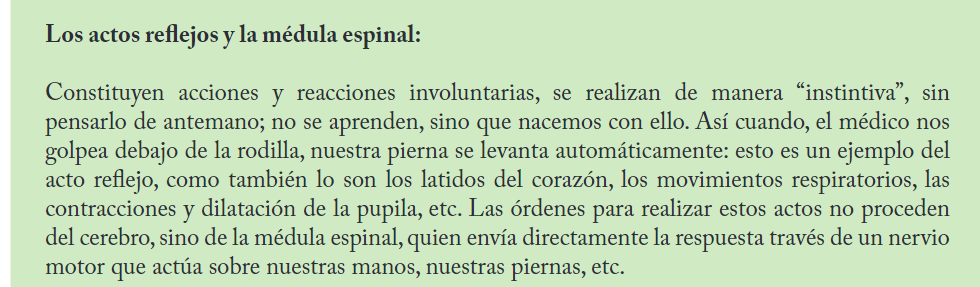 Los actos reflejos y la médula espinal:
Constituyen acciones y reacciones involuntarias, se realizan de manera “instintiva”, sin
pensarlo de antemano; no se aprenden, sino que nacemos con ello. Así cuando, el médico nos
golpea debajo de la rodilla, nuestra pierna se levanta automáticamente: esto es un ejemplo del
acto reflejo, como también lo son los latidos del corazón, los movimientos respiratorios, las
contracciones y dilatación de la pupila, etc. Las órdenes para realizar estos actos no proceden
del cerebro, sino de la médula espinal, quien envía directamente la respuesta través de un nervio
motor que actúa sobre nuestras manos, nuestras piernas, etc.